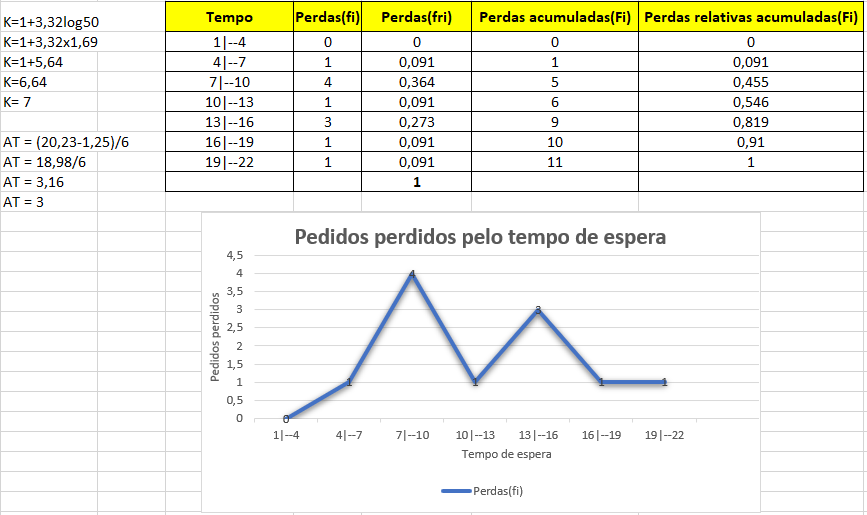 K=1+3,32log50
K=1+3,32x1,69
K=1+5,64
K=6,64
K= 7
AT = (20,23-1,25)/6
AT = 18,98/6
AT = 3,16
AT = 3
Tempo Perdas(fi) Perdas(fri) Perdas acumuladas(Fi) Perdas relativas acumuladas(Fi)
1|--4 0 0 0 0
4|--7 1 0,091 1 0,091
7|--10 4 0,364 5 0,455
10|--13 1 0,091 6 0,546
13|--16 3 0,273 9 0,819
16|--19 1 0,091 10 0,91
19|--22 1 0,091 11 1
1
Pedidos perdidos pelo tempo de espera
Pedidos perdidos
4,5
4
3,5
3
2,5
2
1,5
1
0,5
0
0 1 4 1 3 1 1
1|--4 4|--7 7|--10 10|--13 13|--16 16|--19 19|--22
Tempo de espera
Perdas(fi)